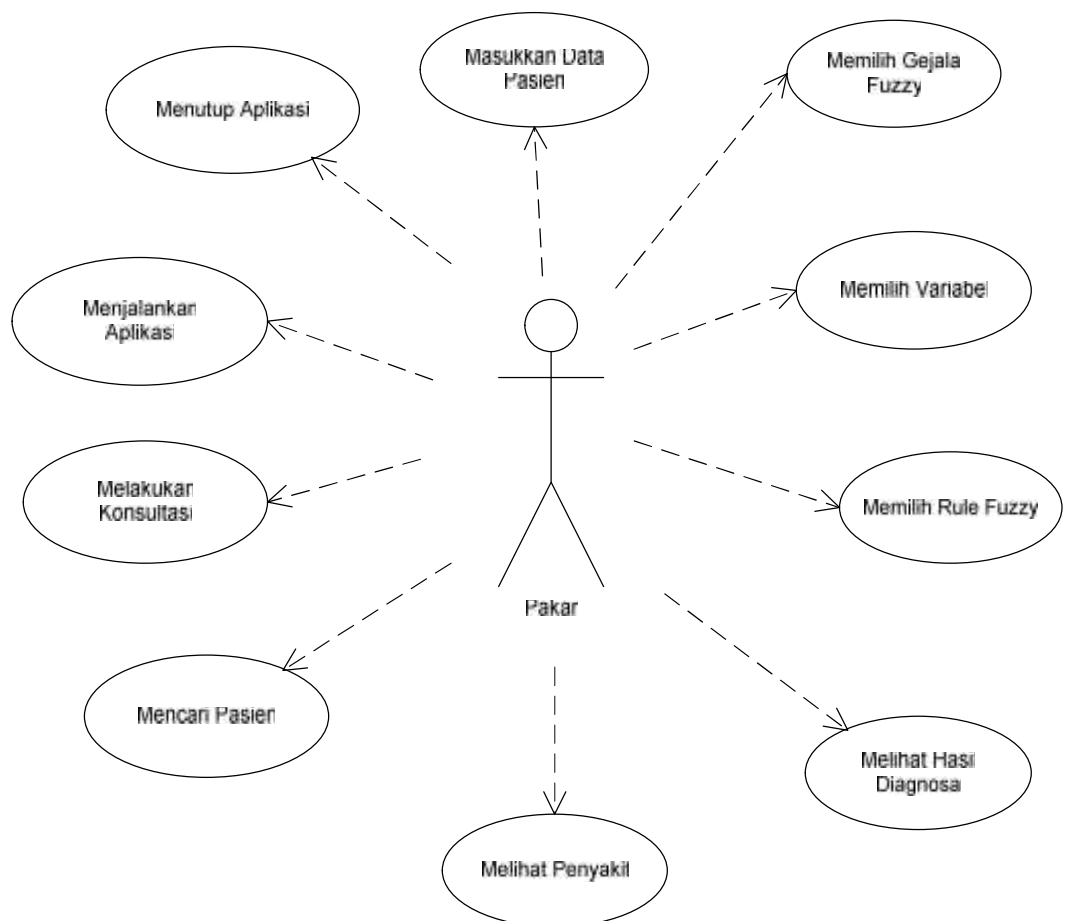 Masukkan Data
Pasien
Memilih Gejala
Fuzzy
Menutup Aplikasi
Menjalankan
Aplikasi
Memilih Variabel
Melakukan
Konsultasi
Memilih Rule Fuzzy
Pakar
Mencari Pasien
Melihat Hasil
Diagnosa
Melihat Penyakit